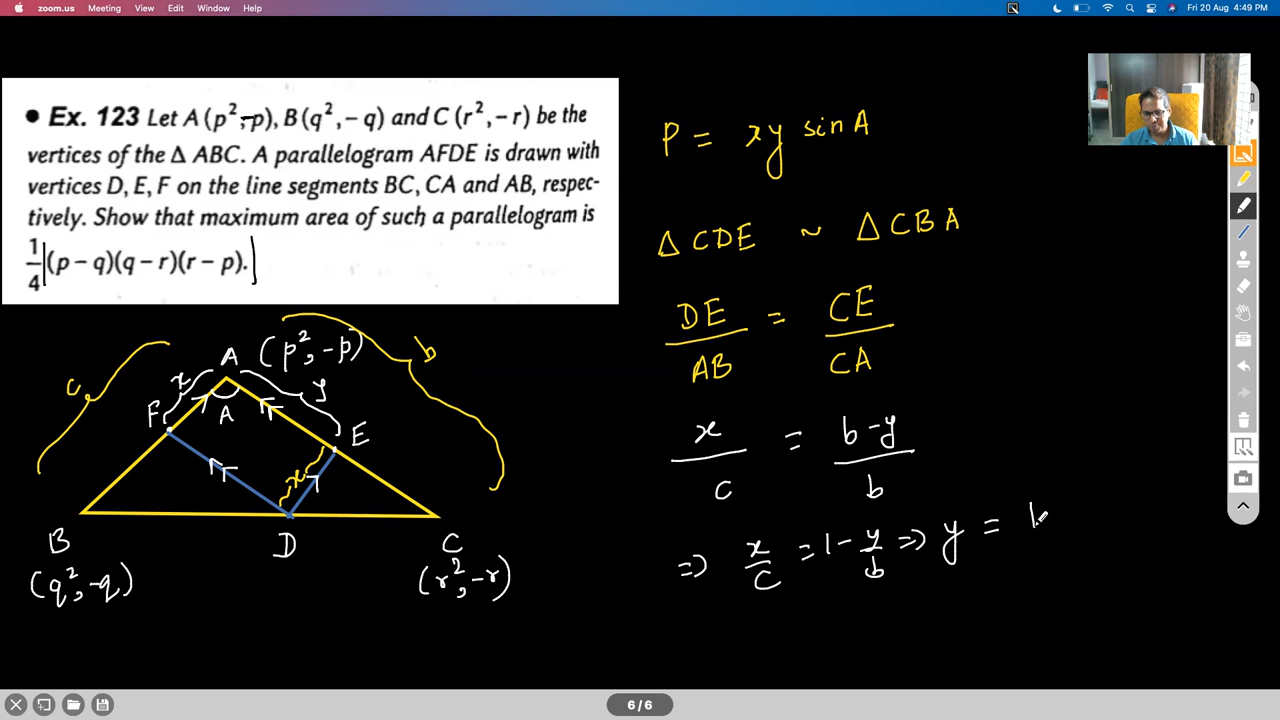 zoom.us Meeting View Edit Window Help
Fri 20 Aug 4:49 PM
• Ex. 123 Let A (p², -p), B(q², – q) and C (r², – r) be the
vertices of the Δ ABC. A parallelogram AFDE is drawn with
vertices D, E, F on the line segments BC, CA and AB, respec-
tively. Show that maximum area of such a parallelogram is
1/4 |(p – q)(q – r)(r – p).|
A (p², -p)
b
c
x
y
F
A
E
x
B
D
C
(q², -q)
(r², -r)
P = xy sin A
Δ CDE ~ Δ CBA
DE/AB = CE/CA
x/c = b-y/b
=> x/c = 1 - y/b => y =
6 / 6